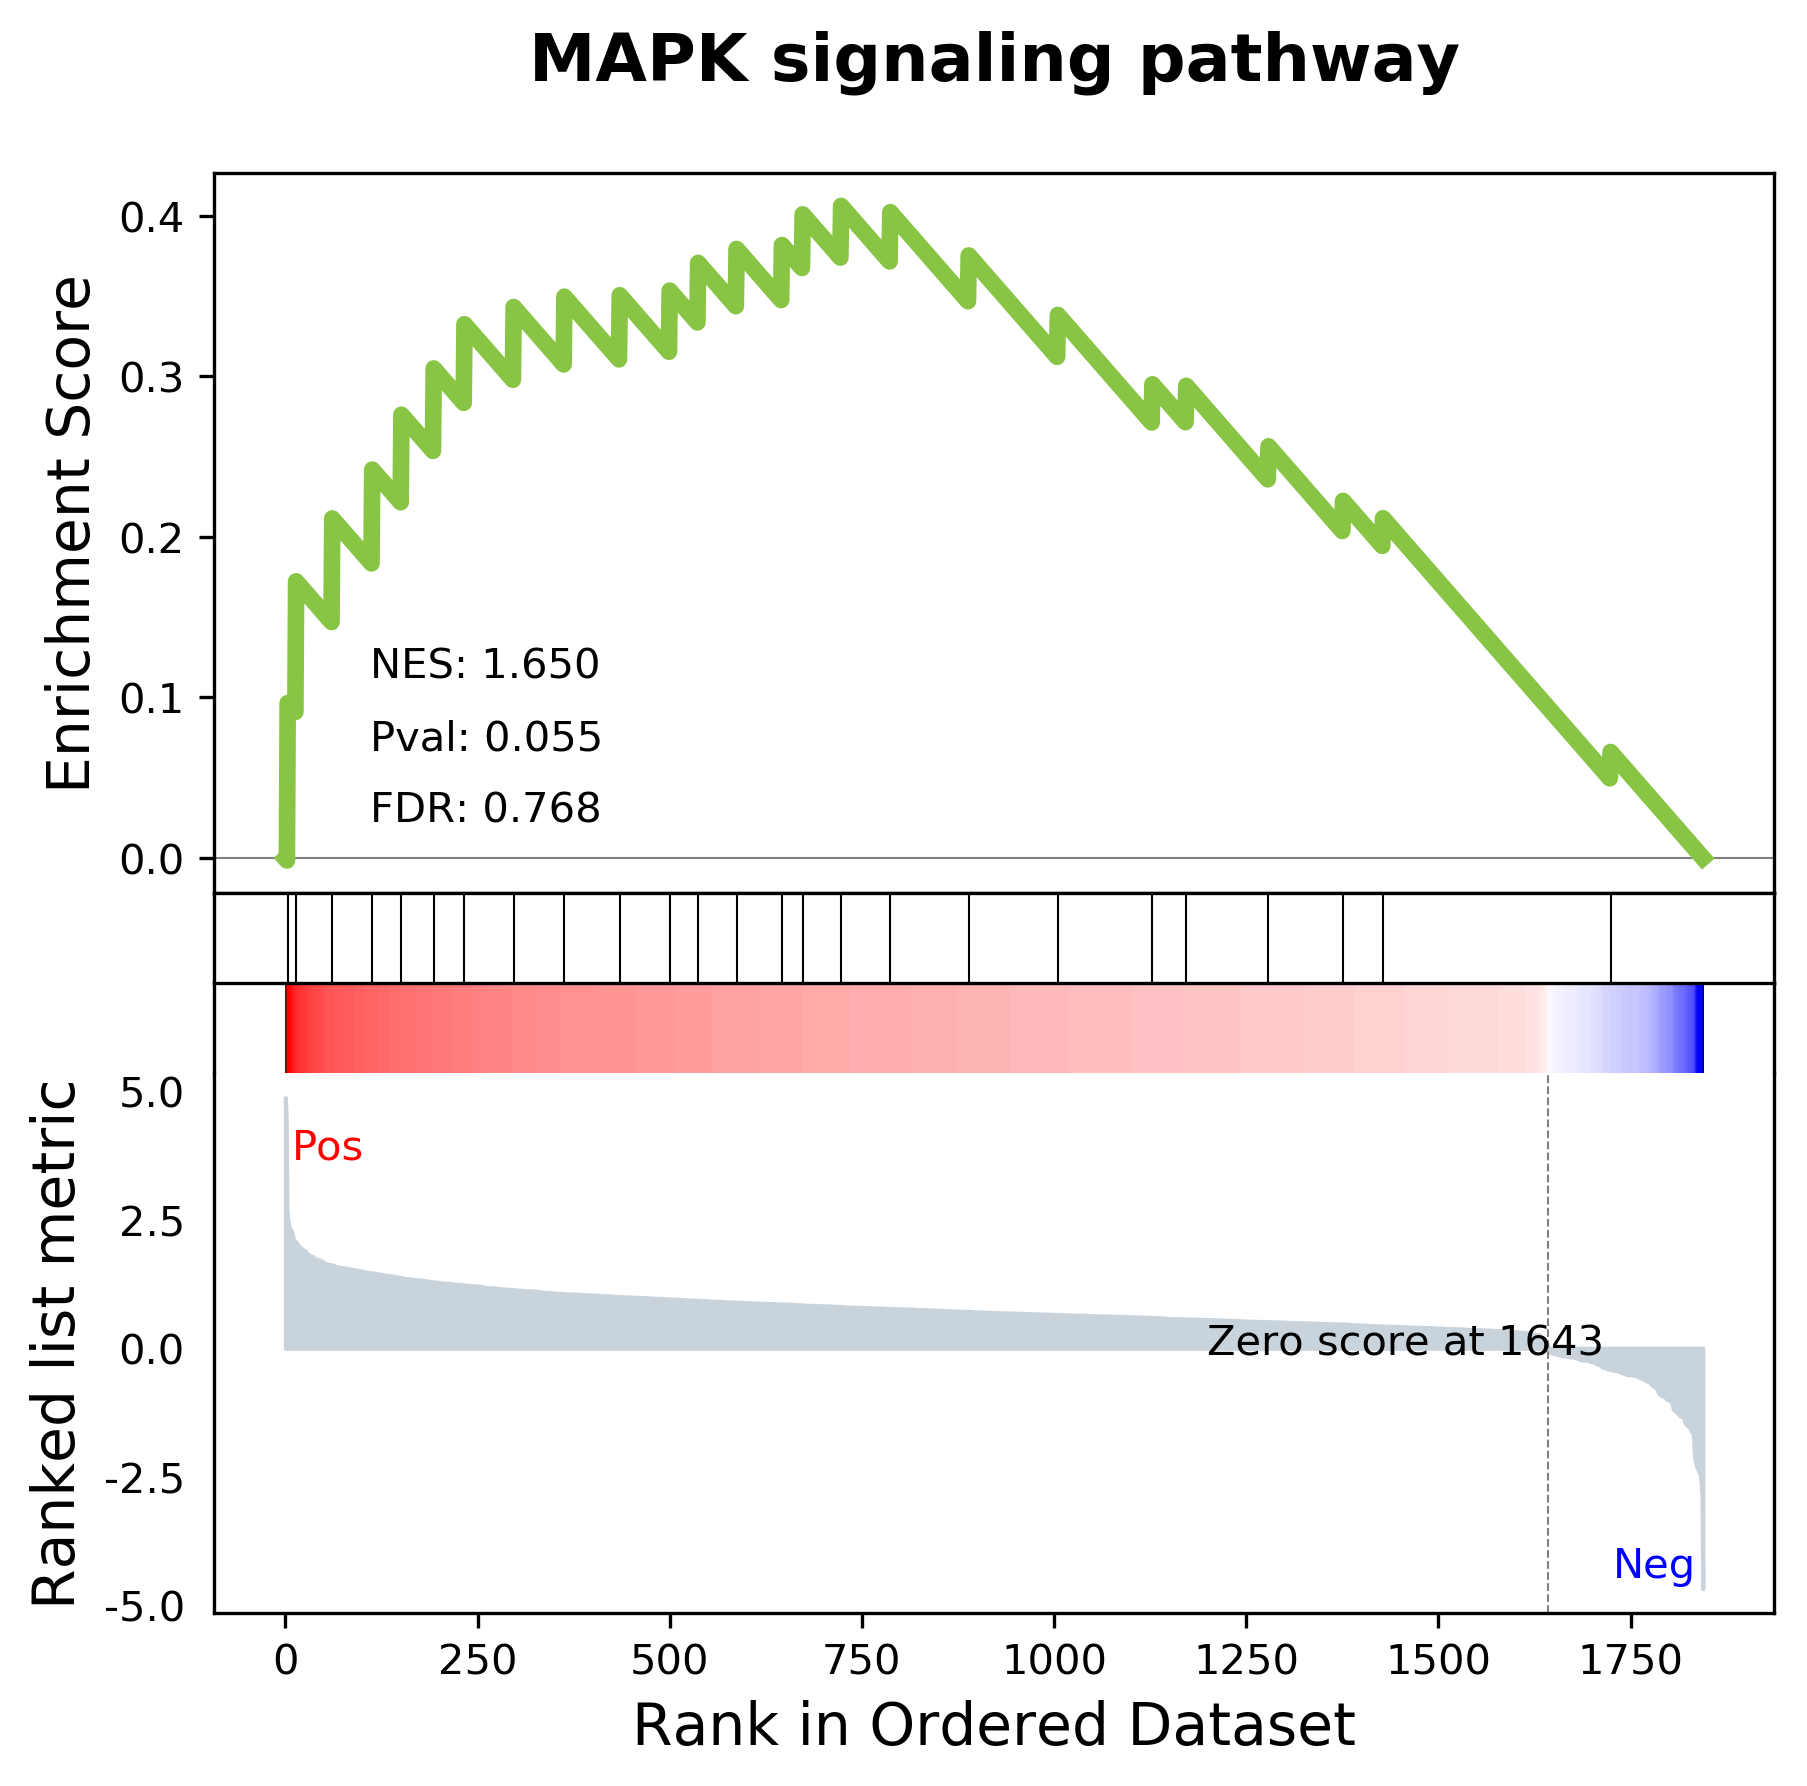 MAPK signaling pathway
Enrichment Score
0.4
0.3
0.2
0.1
0.0
NES: 1.650
Pval: 0.055
FDR: 0.768
Ranked list metric
5.0
2.5
0.0
-2.5
-5.0
Pos
Zero score at 1643
Neg
0 250 500 750 1000 1250 1500 1750
Rank in Ordered Dataset